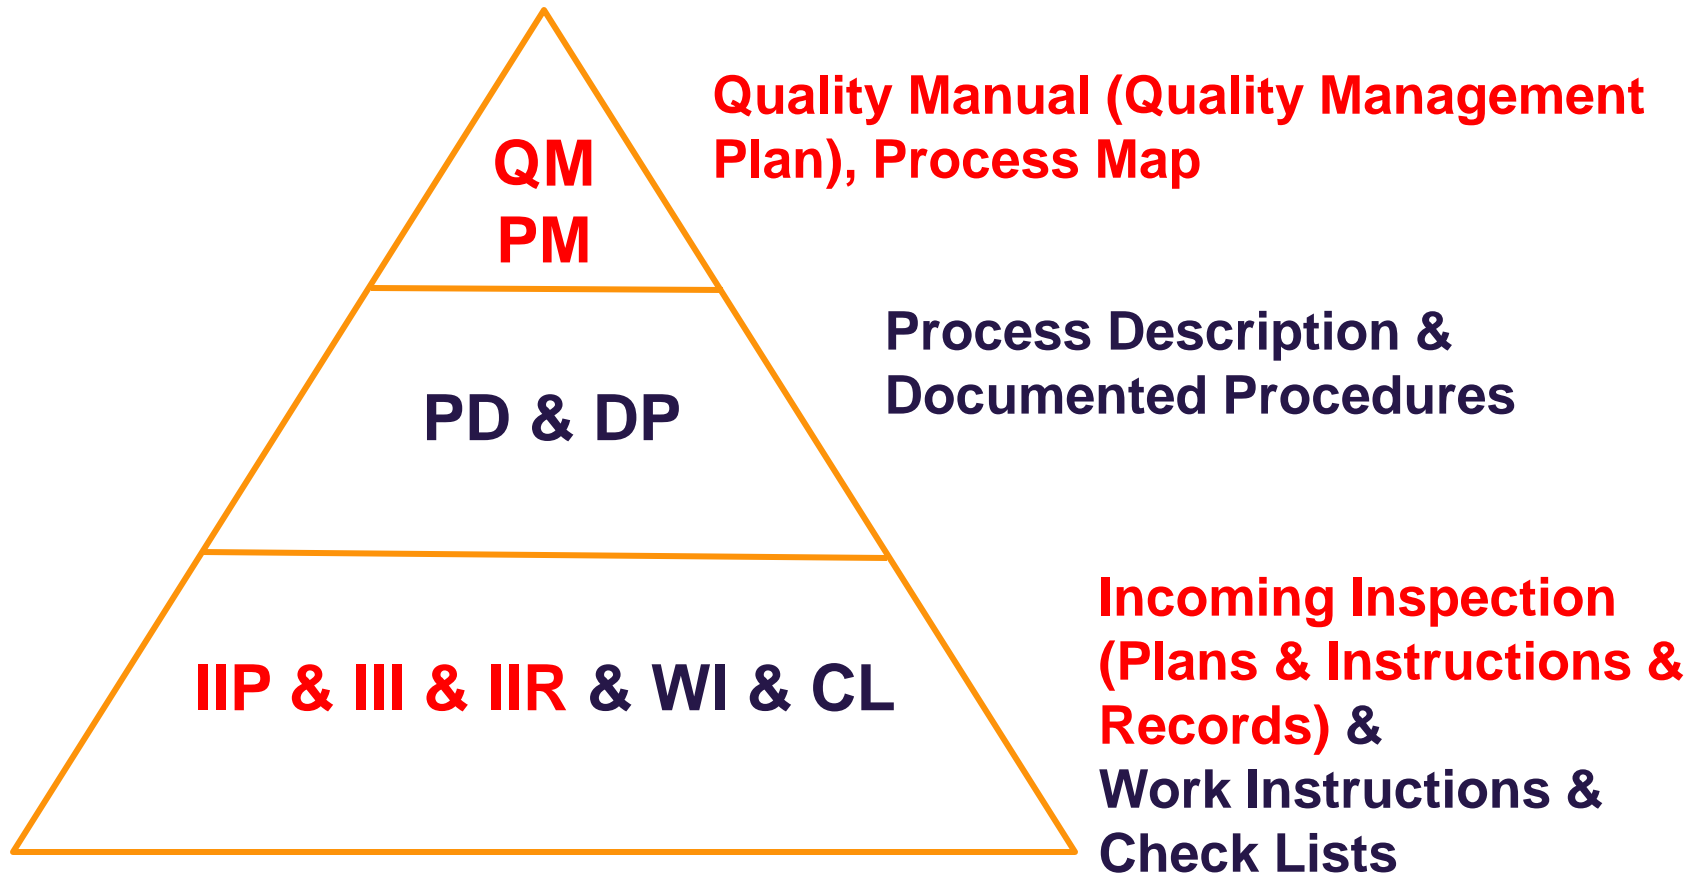 Quality Manual (Quality Management
Plan), Process Map
QM
PM
Process Description &
Documented Procedures
PD & DP
Incoming Inspection
(Plans & Instructions &
Records) &
Work Instructions &
Check Lists
IIP & III & IIR & WI & CL